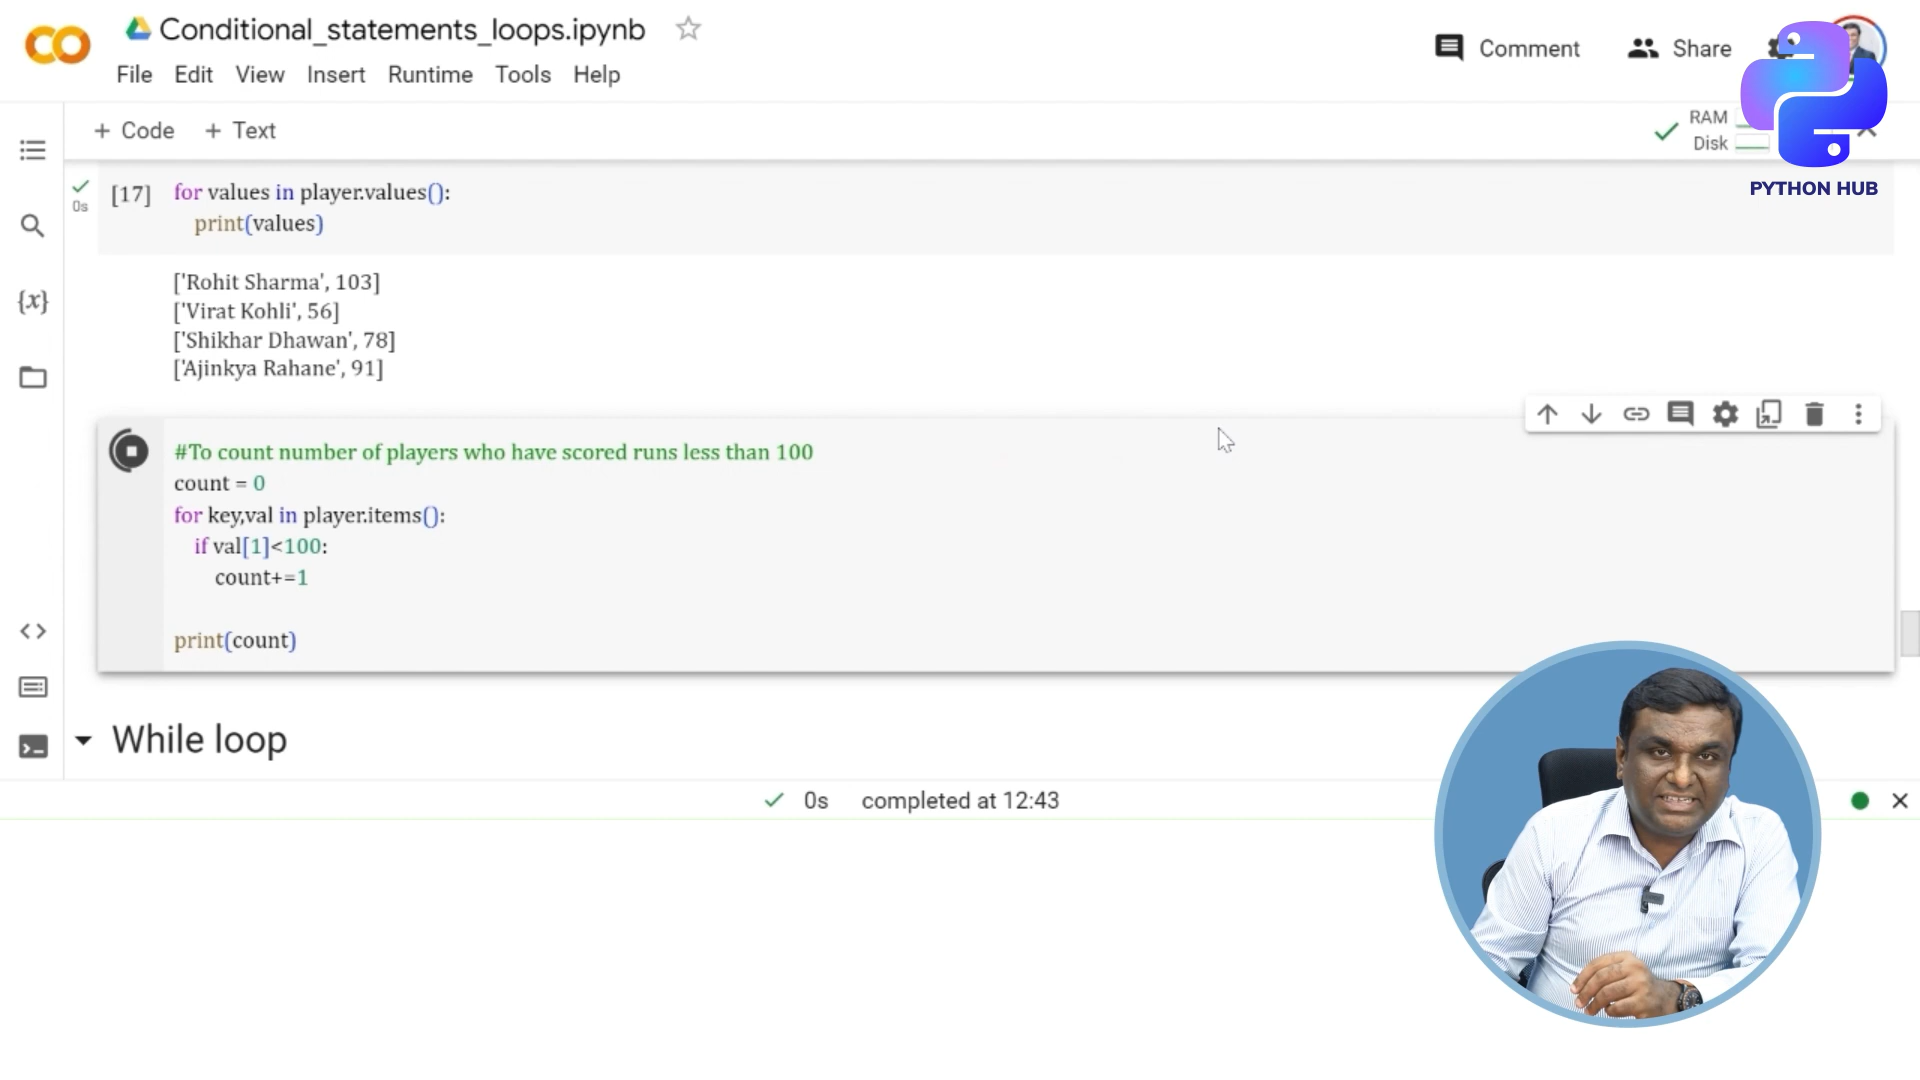 Conditional_statements_loops.ipynb
File Edit View Insert Runtime Tools Help
Comment Share
+ Code + Text
RAM
Disk
PYTHON HUB
0s
[17] for values in player.values():
print(values)
['Rohit Sharma', 103]
['Virat Kohli', 56]
['Shikhar Dhawan', 78]
['Ajinkya Rahane', 91]
{x}
#To count number of players who have scored runs less than 100
count = 0
for key,val in player.items():
if val[1]<100:
count+=1
print(count)
While loop
0s completed at 12:43